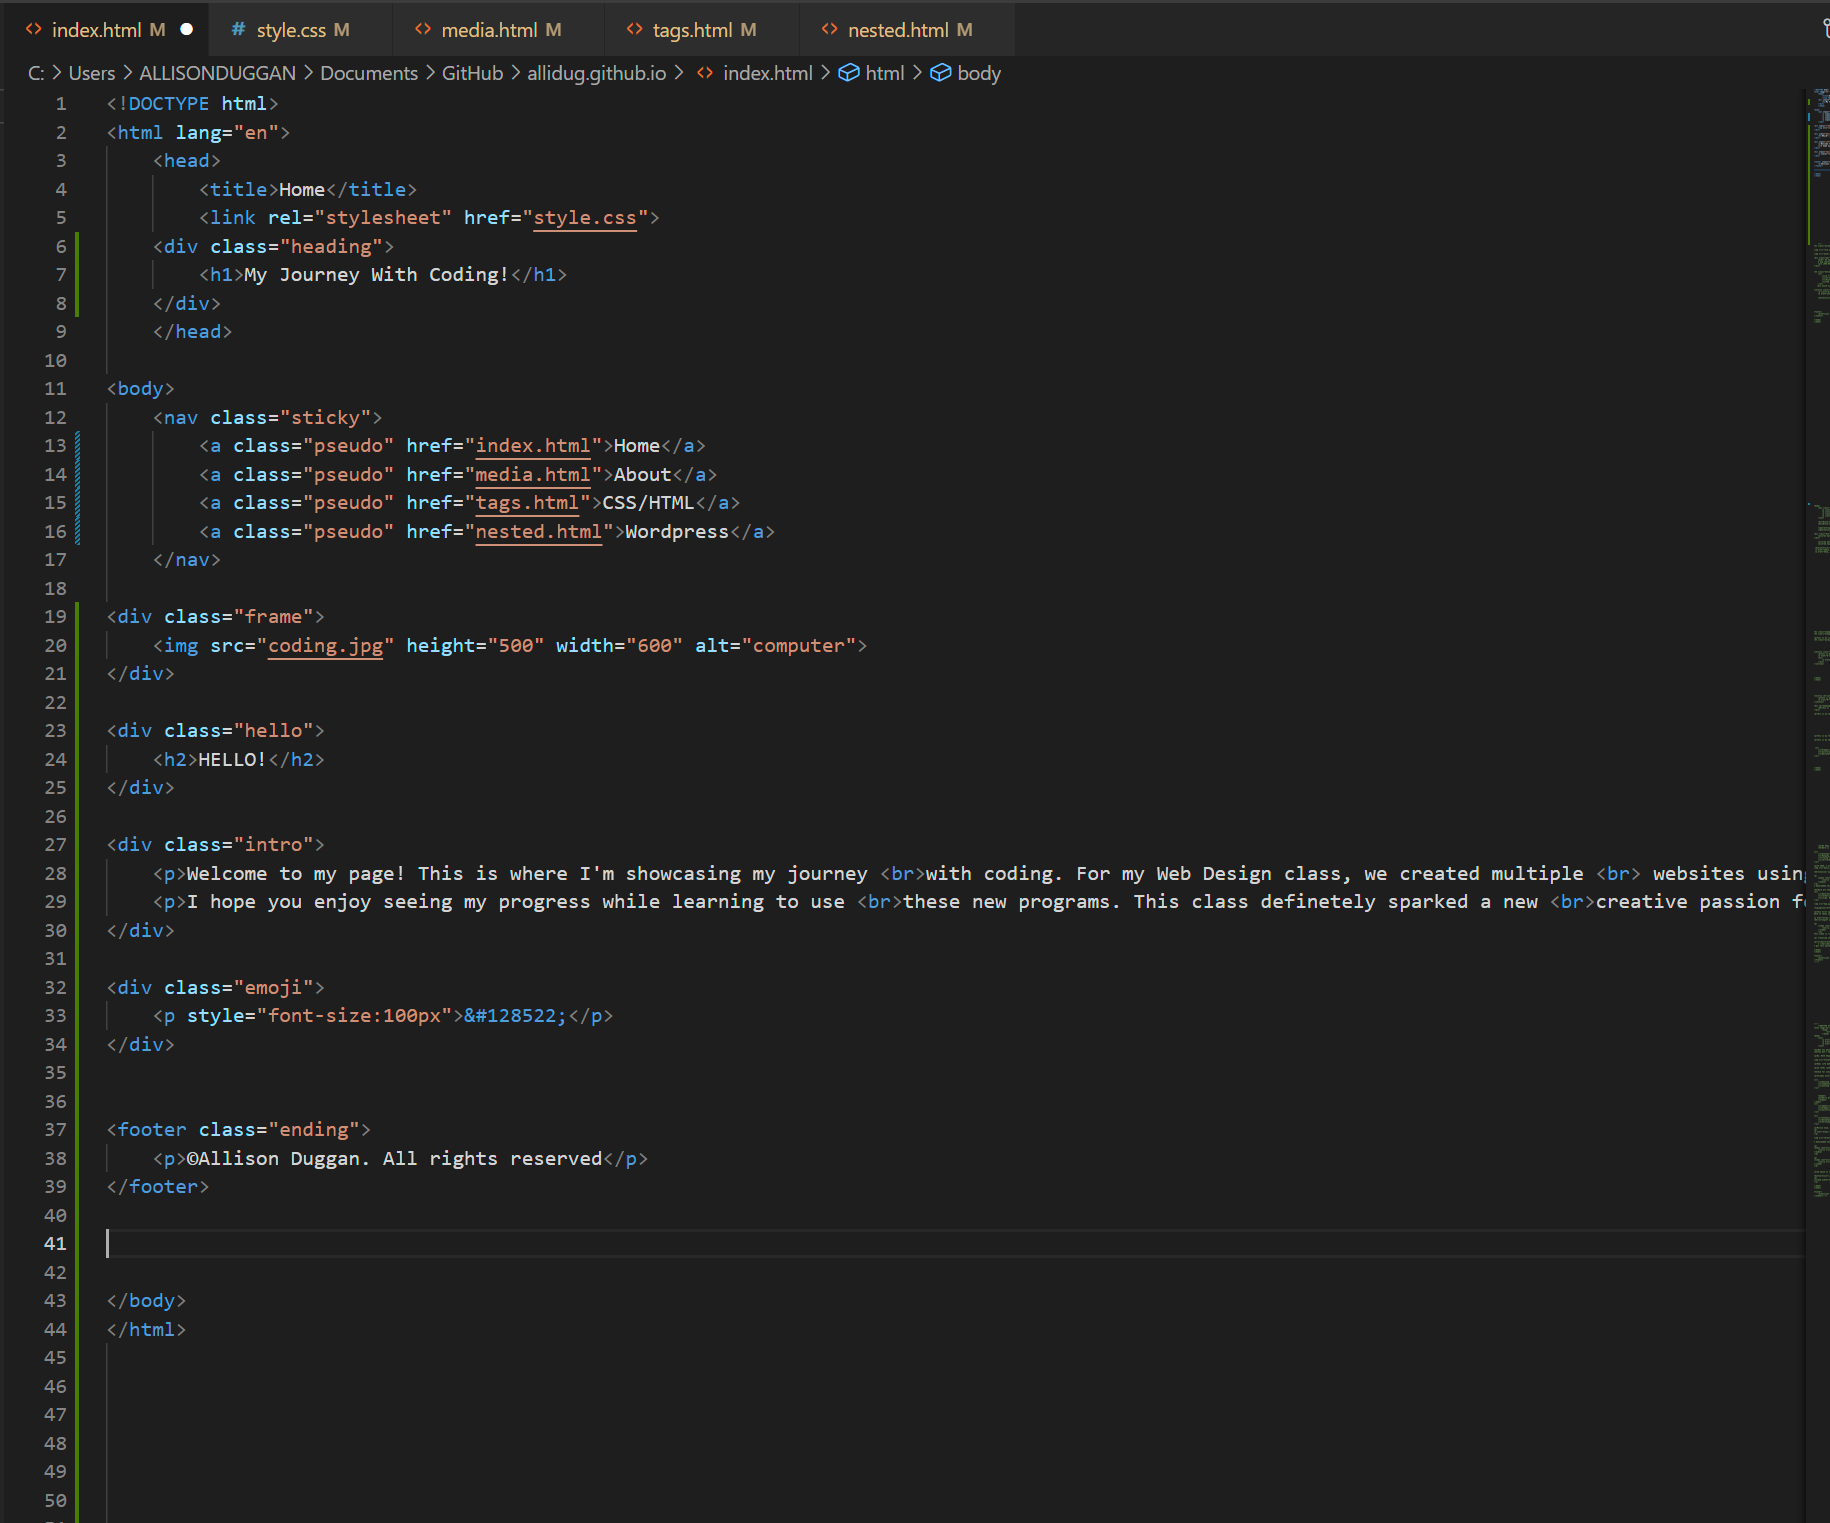 index.html M
style.css M
media.html M
tags.html M
nested.html M
C: > Users > ALLISONDUGGAN > Documents > GitHub > allidug.github.io > index.html > html > body
1 <!DOCTYPE html>
2 <html lang="en">
3 <head>
4 <title>Home</title>
5 <link rel="stylesheet" href="style.css">
6 <div class="heading">
7 <h1>My Journey With Coding!</h1>
8 </div>
9 </head>
10
11 <body>
12 <nav class="sticky">
13 <a class="pseudo" href="index.html">Home</a>
14 <a class="pseudo" href="media.html">About</a>
15 <a class="pseudo" href="tags.html">CSS/HTML</a>
16 <a class="pseudo" href="nested.html">Wordpress</a>
17 </nav>
18
19 <div class="frame">
20 <img src="coding.jpg" height="500" width="600" alt="computer">
21 </div>
22
23 <div class="hello">
24 <h2>HELLO!</h2>
25 </div>
26
27 <div class="intro">
28 <p>Welcome to my page! This is where I'm showcasing my journey <br>with coding. For my Web Design class, we created multiple <br> websites usin
29 <p>I hope you enjoy seeing my progress while learning to use <br>these new programs. This class definetely sparked a new <br>creative passion f
30 </div>
31
32 <div class="emoji">
33 <p style="font-size:100px">&#128522;</p>
34 </div>
35
36
37 <footer class="ending">
38 <p>©Allison Duggan. All rights reserved</p>
39 </footer>
40
41
42
43 </body>
44 </html>
45
46
47
48
49
50